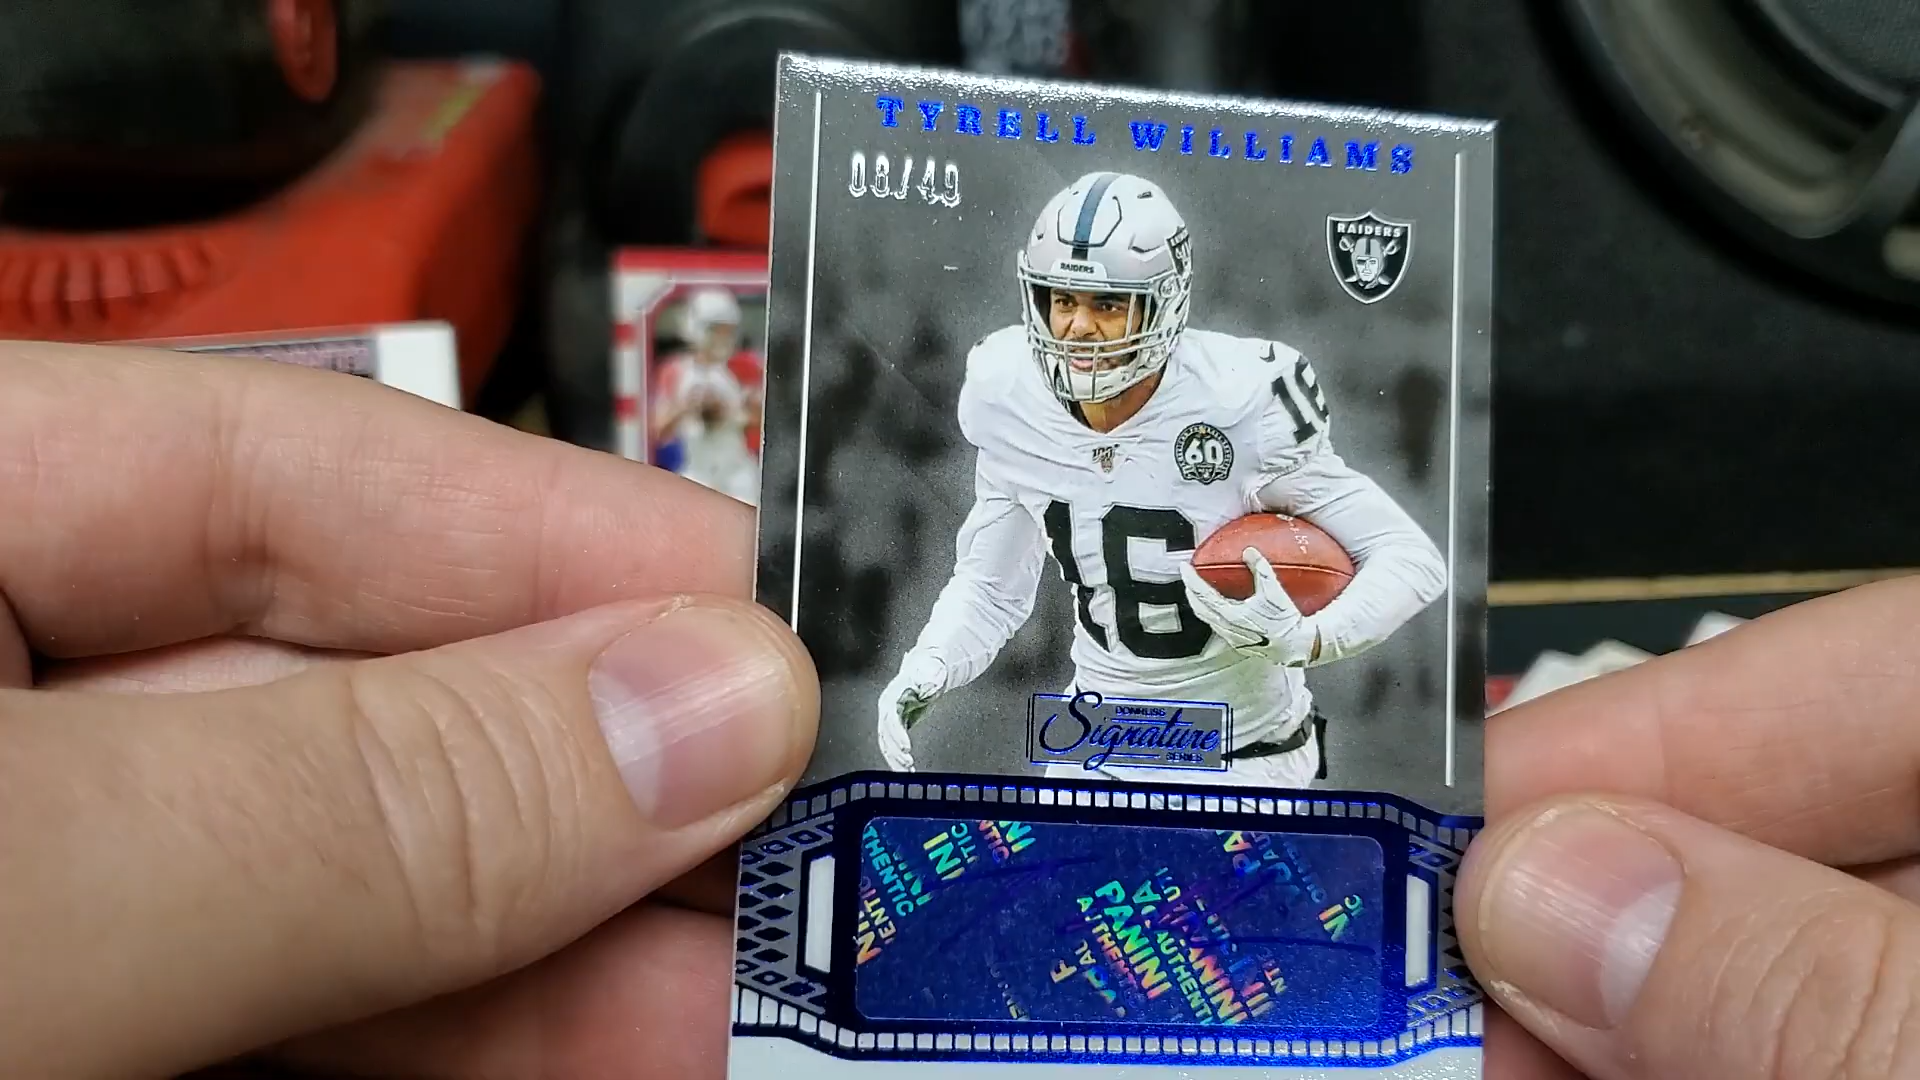 TYRELL WILLIAMS
08/49
RAIDERS
RAIDERS
16
60
16
DONRUSS
Signature
SERIES
PANINI
AUTHENTIC